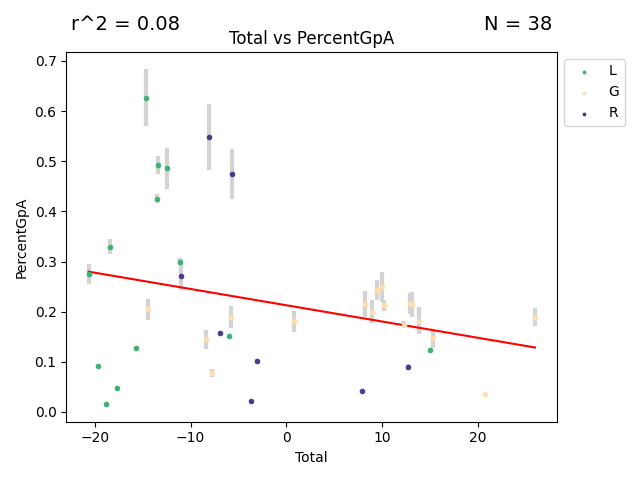 r^2 = 0.08
N = 38
Total vs PercentGpA
L
G
R
0.7
0.6
0.5
0.4
0.3
0.2
0.1
0.0
PercentGpA
−20
−10
0
10
20
Total